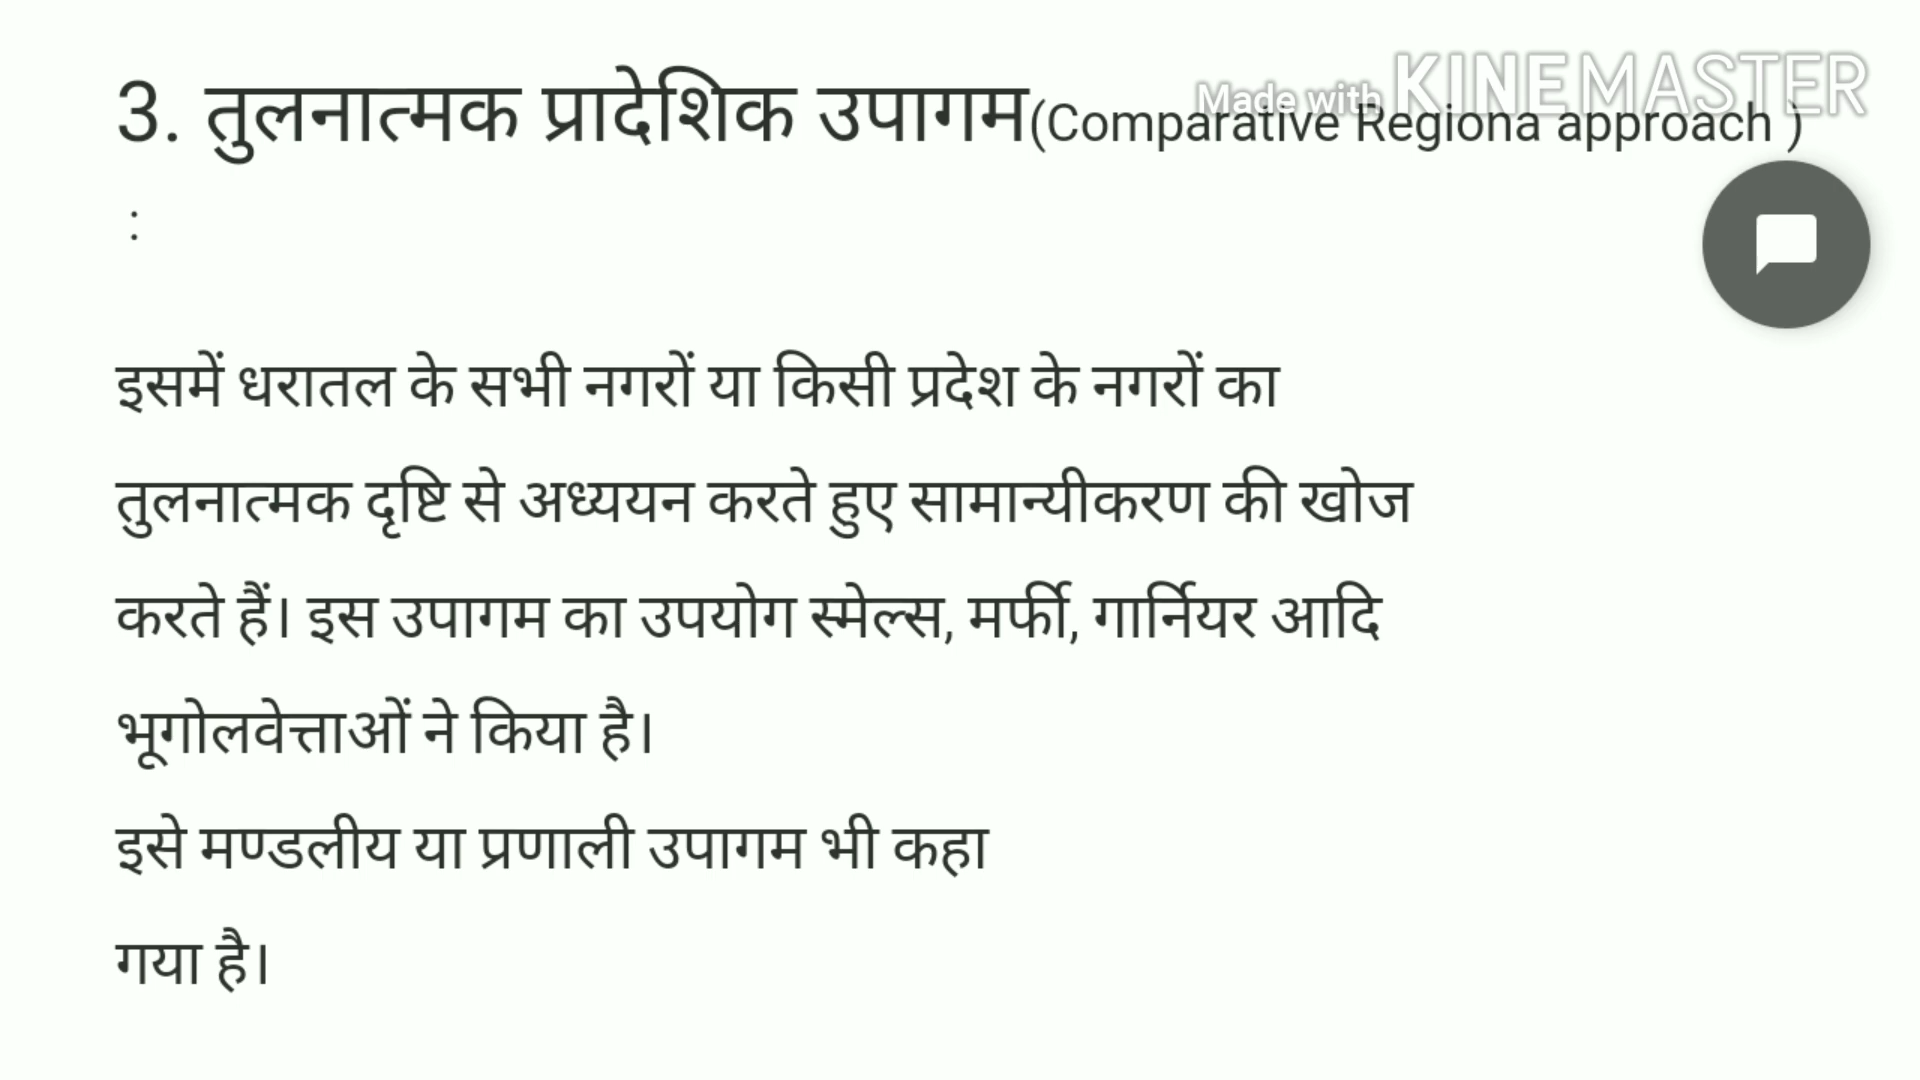 Made with KINEMASTER
3. तुलनात्मक प्रादेशिक उपागम(Comparative Regiona approach )
:
इसमें धरातल के सभी नगरों या किसी प्रदेश के नगरों का
तुलनात्मक दृष्टि से अध्ययन करते हुए सामान्यीकरण की खोज
करते हैं। इस उपागम का उपयोग स्मेल्स, मर्फी, गार्नियर आदि
भूगोलवेत्ताओं ने किया है।
इसे मण्डलीय या प्रणाली उपागम भी कहा
गया है।